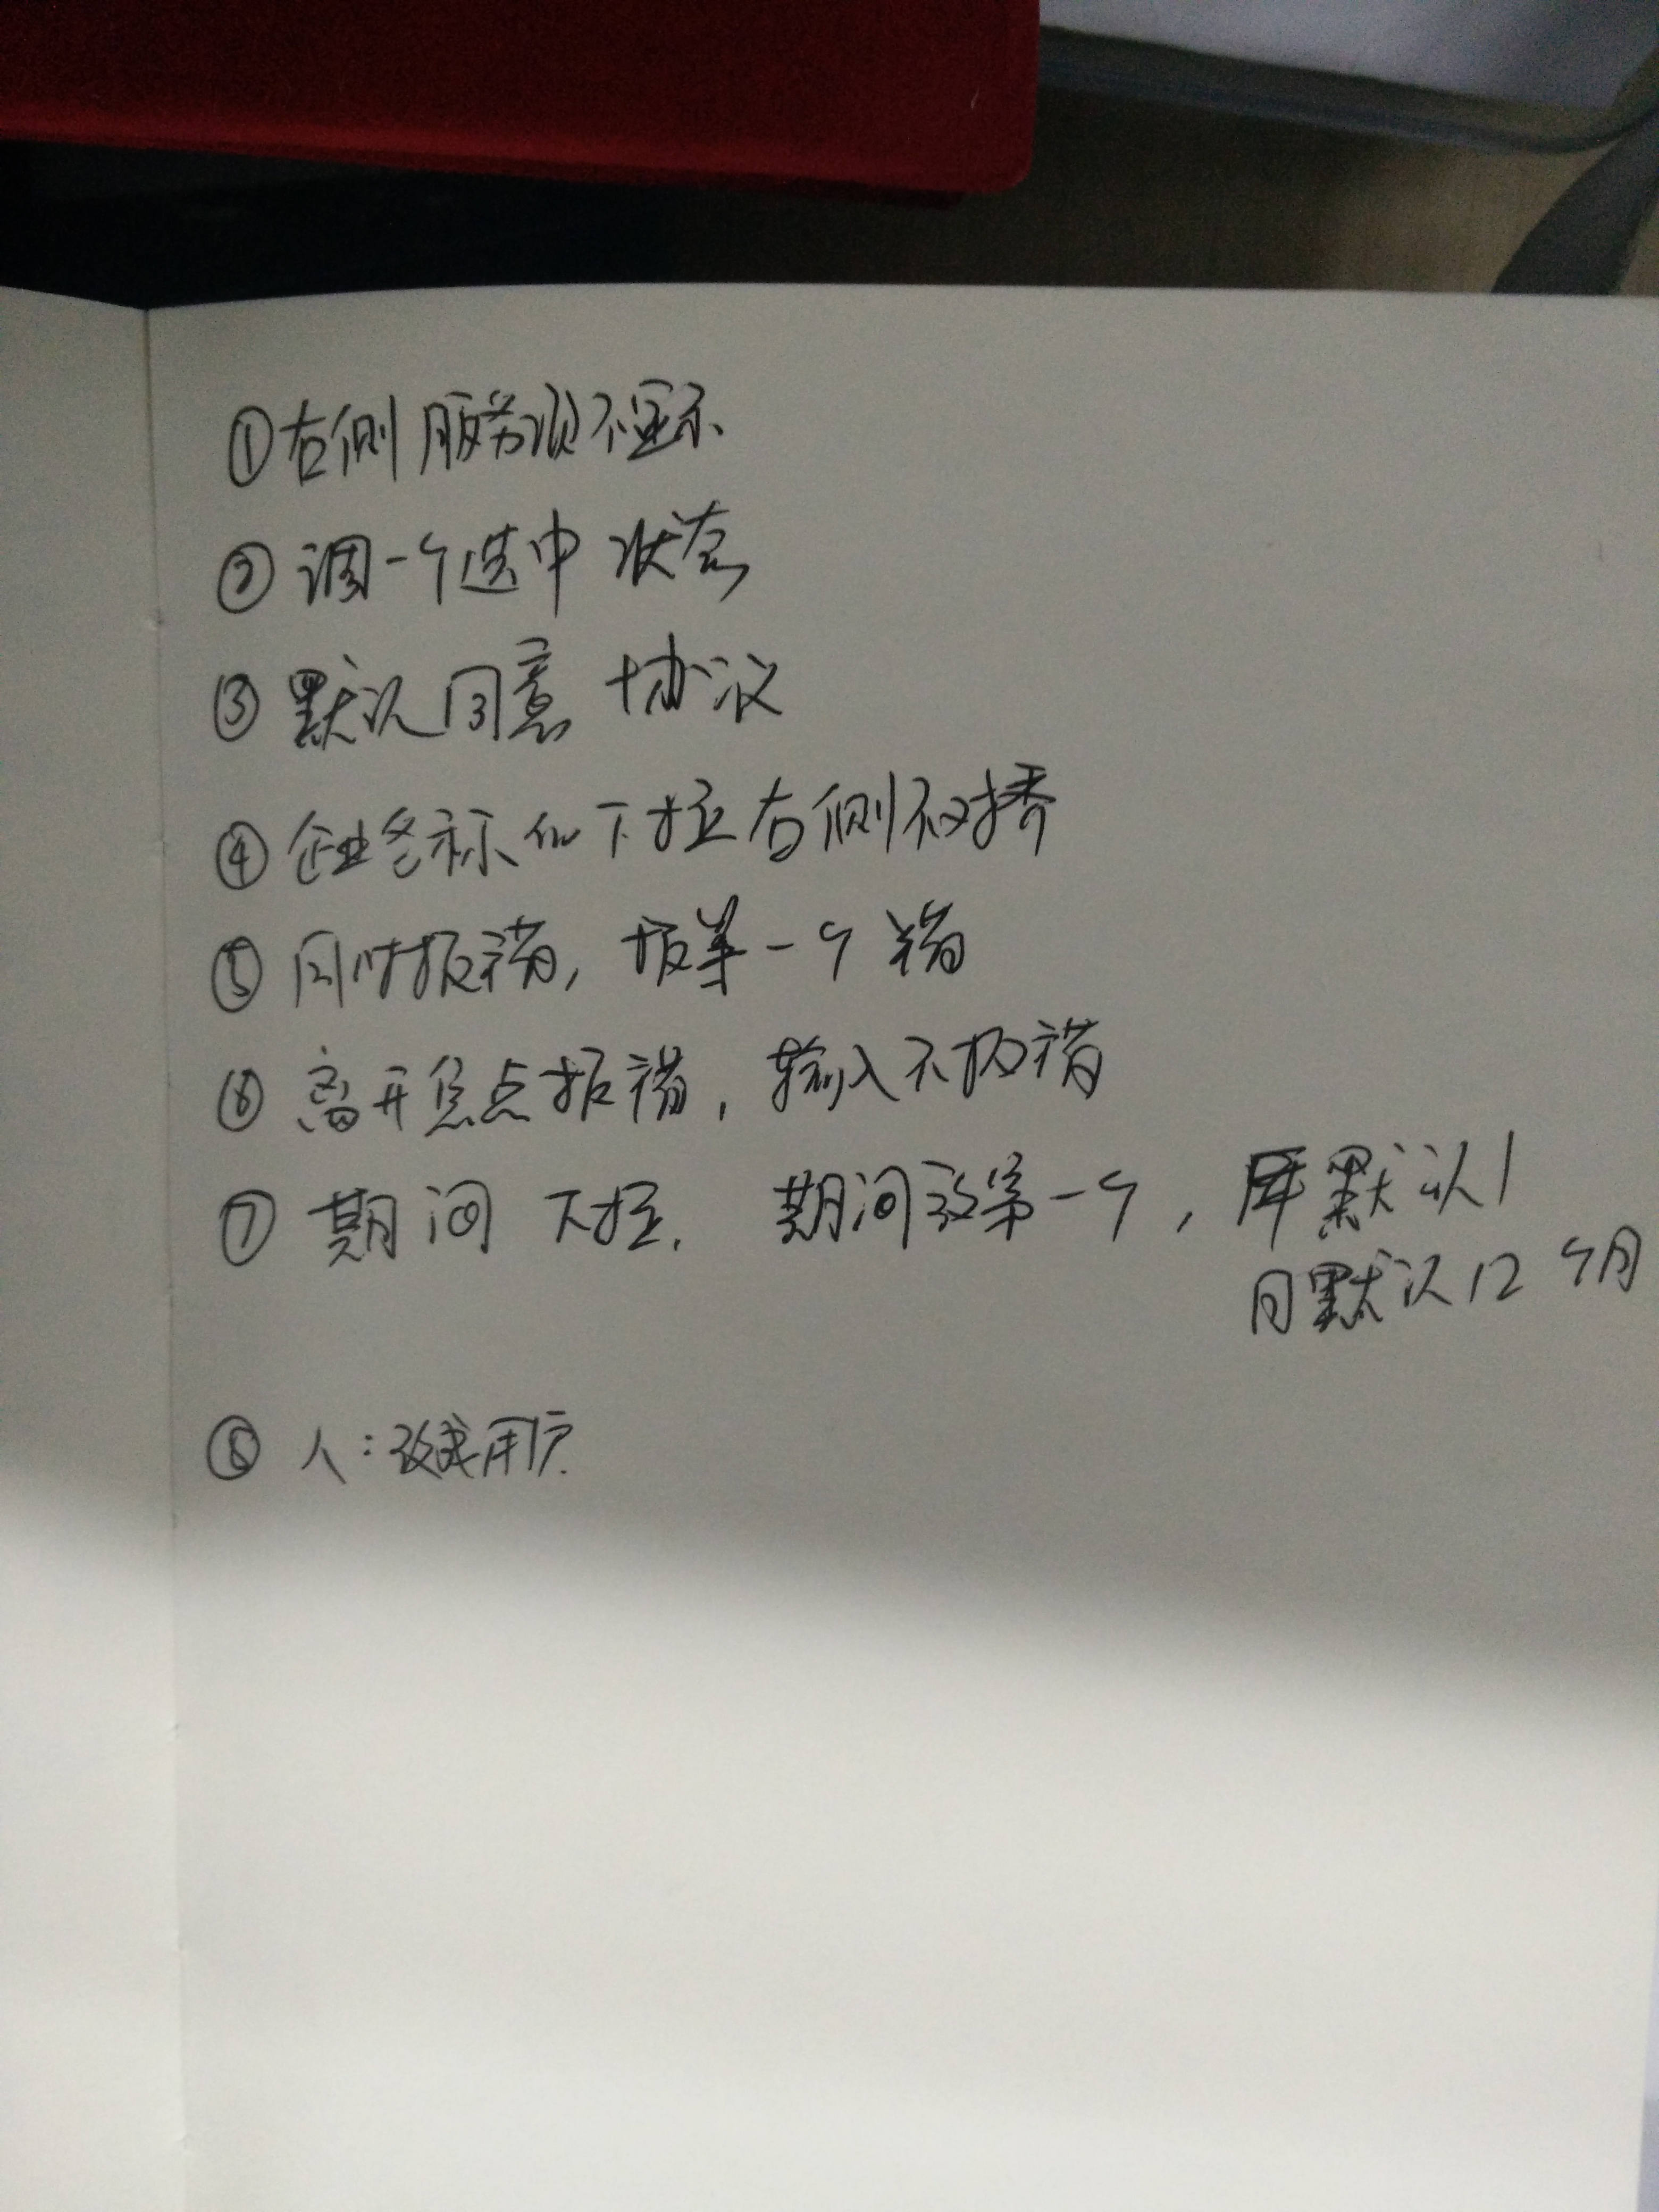 ①右侧服务项不显示
②调一个选中状态
③默认同意协议
④企业名称 下拉右侧不对齐
⑤同时报错，报第一个错
⑥离开焦点报错，输入不报错
⑦期间下拉. 期间放第一个，年默认1
月默认12个月
⑧人：改成用户.